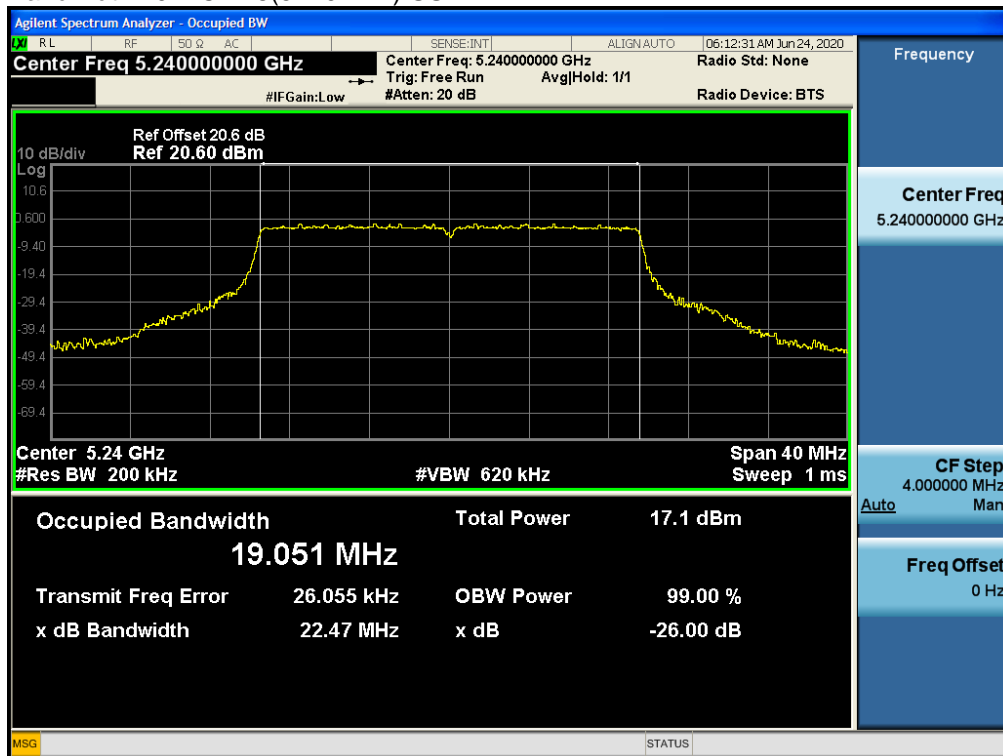 Agilent Spectrum Analyzer - Occupied BW
LXI RL RF 50 Ω AC SENSE:INT ALIGN AUTO 06:12:31 AM Jun 24, 2020
Center Freq 5.240000000 GHz
Center Freq: 5.240000000 GHz
Radio Std: None
Trig: Free Run Avg|Hold: 1/1
#IFGain:Low
#Atten: 20 dB
Radio Device: BTS
Frequency
Ref Offset 20.6 dB
10 dB/div Ref 20.60 dBm
Log
10.6
0.600
-9.40
-19.4
-29.4
-39.4
-49.4
-59.4
-69.4
Center 5.24 GHz Span 40 MHz
#Res BW 200 kHz #VBW 620 kHz Sweep 1 ms
Occupied Bandwidth Total Power 17.1 dBm
19.051 MHz
Transmit Freq Error 26.055 kHz OBW Power 99.00 %
x dB Bandwidth 22.47 MHz x dB -26.00 dB
Center Freq
5.240000000 GHz
CF Step
4.000000 MHz
Auto Man
Freq Offset
0 Hz
MSG STATUS